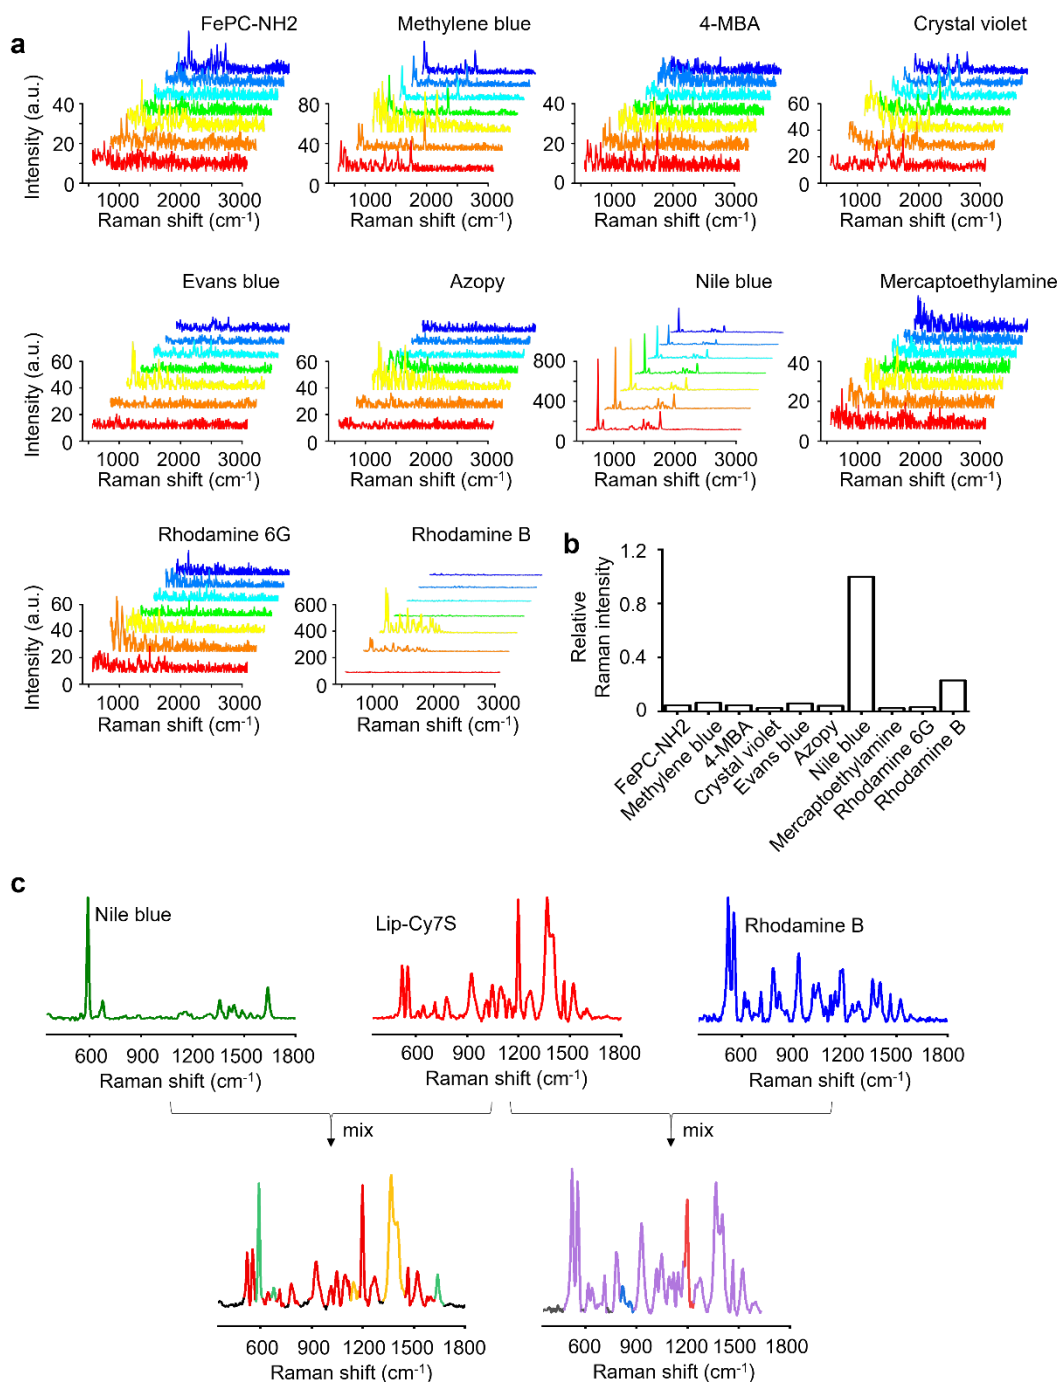 a
FePC-NH2 Methylene blue 4-MBA Crystal violet
Intensity (a.u.)
40 20 0
80 40 0
40 20 0
60 40 20 0
1000 2000 3000 1000 2000 3000 1000 2000 3000 1000 2000 3000
Raman shift (cm⁻¹) Raman shift (cm⁻¹) Raman shift (cm⁻¹) Raman shift (cm⁻¹)
Evans blue Azopy Nile blue Mercaptoethylamine
Intensity (a.u.)
60 40 20 0
60 40 20 0
800 400 0
40 20 0
1000 2000 3000 1000 2000 3000 1000 2000 3000 1000 2000 3000
Raman shift (cm⁻¹) Raman shift (cm⁻¹) Raman shift (cm⁻¹) Raman shift (cm⁻¹)
Rhodamine 6G Rhodamine B
Intensity (a.u.)
60 40 20 0
600 400 200 0
1000 2000 3000 1000 2000 3000
Raman shift (cm⁻¹) Raman shift (cm⁻¹)
b
Relative
Raman intensity
1.2
0.8
0.4
0
FePC-NH2
Methylene blue
4-MBA
Crystal violet
Evans blue
Azopy
Nile blue
Mercaptoethylamine
Rhodamine 6G
Rhodamine B
c
Nile blue Lip-Cy7S Rhodamine B
600 900 1200 1500 1800 600 900 1200 1500 1800 600 900 1200 1500 1800
Raman shift (cm⁻¹) Raman shift (cm⁻¹) Raman shift (cm⁻¹)
mix mix
600 900 1200 1500 1800 600 900 1200 1500 1800
Raman shift (cm⁻¹) Raman shift (cm⁻¹)